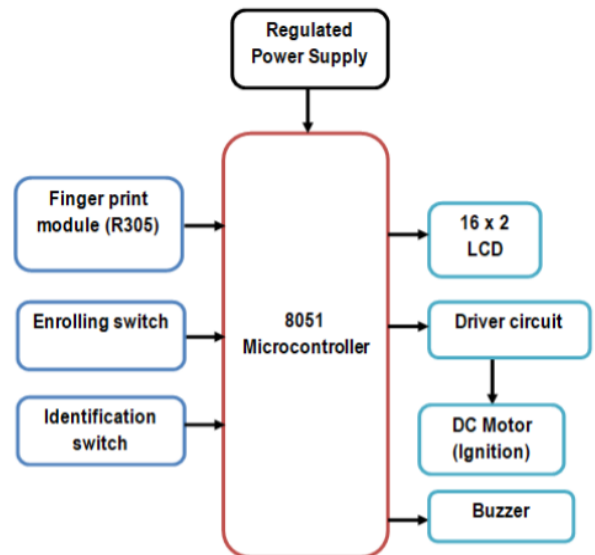 Regulated
Power Supply
Finger print
module (R305)
Enrolling switch
Identification
switch
8051
Microcontroller
16 x 2
LCD
Driver circuit
DC Motor
(Ignition)
Buzzer